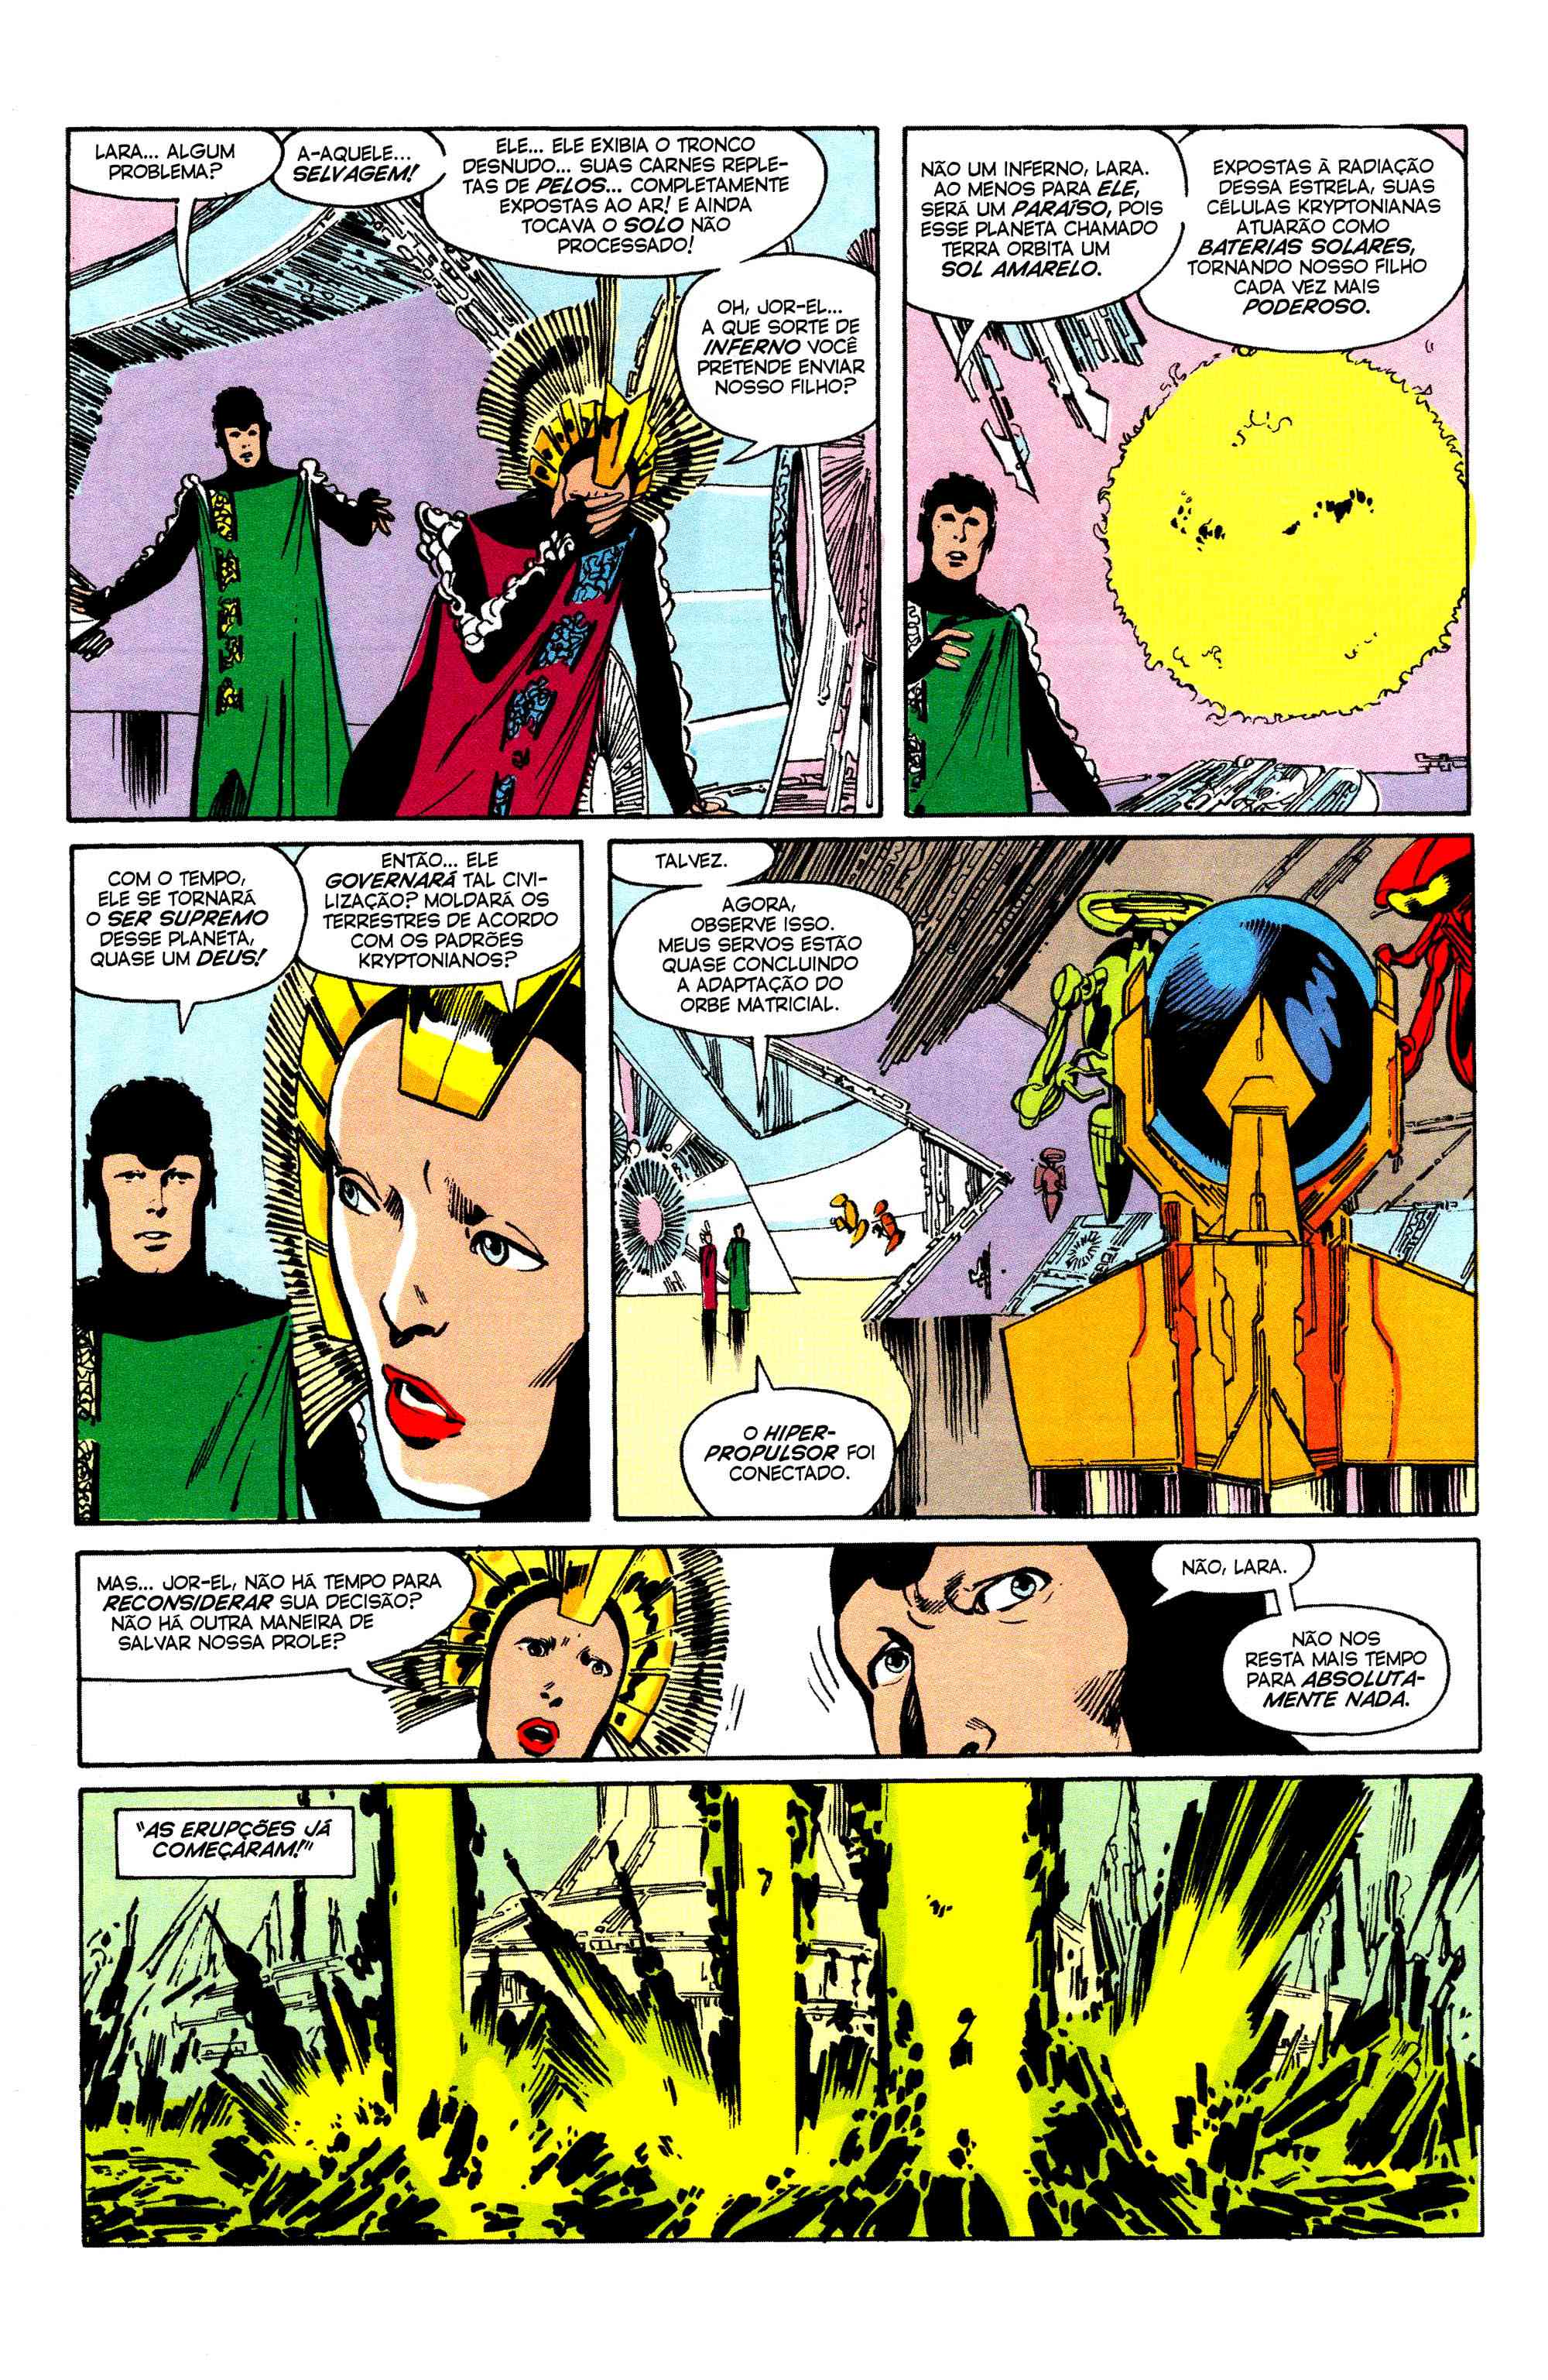 LARA... ALGUM
PROBLEMA?
A-AQUELE...
SELVAGEM!
ELE... ELE EXIBIA O TRONCO
DESNUDO... SUAS CARNES REPLE-
TAS DE PELOS... COMPLETAMENTE
EXPOSTAS AO AR! E AINDA
TOCAVA O SOLO NÃO
PROCESSADO!
OH, JOR-EL...
A QUE SORTE DE
INFERNO VOCÊ
PRETENDE ENVIAR
NOSSO FILHO?
NÃO UM INFERNO, LARA.
AO MENOS PARA ELE,
SERÁ UM PARAÍSO, POIS
ESSE PLANETA CHAMADO
TERRA ORBITA UM
SOL AMARELO.
EXPOSTAS À RADIAÇÃO
DESSA ESTRELA, SUAS
CÉLULAS KRYPTONIANAS
ATUARÃO COMO
BATERIAS SOLARES,
TORNANDO NOSSO FILHO
CADA VEZ MAIS
PODEROSO.
COM O TEMPO,
ELE SE TORNARÁ
O SER SUPREMO
DESSE PLANETA,
QUASE UM DEUS!
ENTÃO... ELE
GOVERNARÁ TAL CIVI-
LIZAÇÃO? MOLDARÁ OS
TERRESTRES DE ACORDO
COM OS PADRÕES
KRYPTONIANOS?
TALVEZ.
AGORA,
OBSERVE ISSO.
MEUS SERVOS ESTÃO
QUASE CONCLUINDO
A ADAPTAÇÃO DO
ORBE MATRICIAL.
O HIPER-
PROPULSOR FOI
CONECTADO.
MAS... JOR-EL, NÃO HÁ TEMPO PARA
RECONSIDERAR SUA DECISÃO?
NÃO HÁ OUTRA MANEIRA DE
SALVAR NOSSA PROLE?
NÃO, LARA.
NÃO NOS
RESTA MAIS TEMPO
PARA ABSOLUTA-
MENTE NADA.
"AS ERUPÇÕES JÁ
COMEÇARAM!"